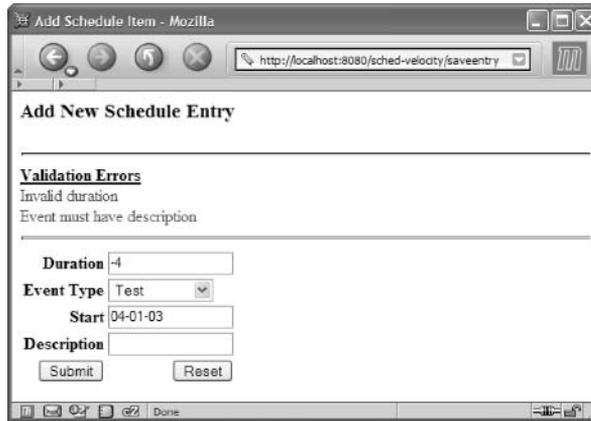 Add Schedule Item - Mozilla
http://localhost:8080/sched-velocity/saveentry
Add New Schedule Entry
Validation Errors
Invalid duration
Event must have description
Duration -4
Event Type Test
Start 04-01-03
Description
Submit Reset
Done